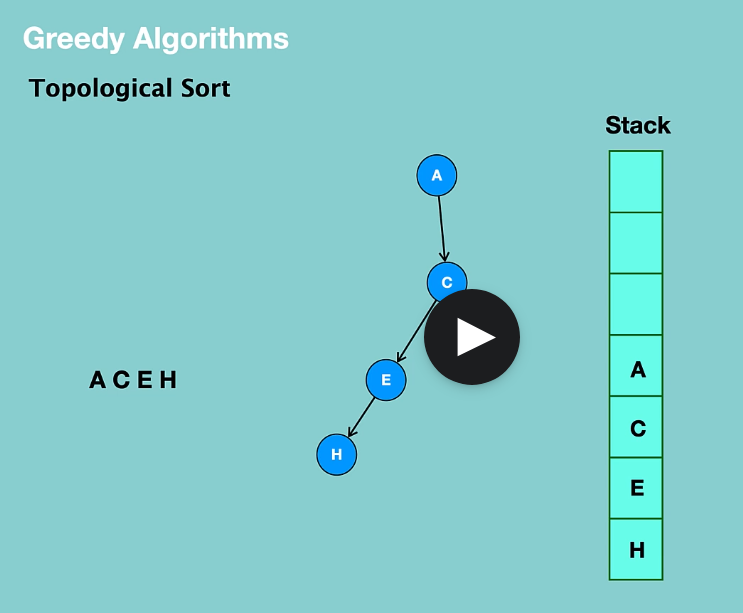 Greedy Algorithms
Topological Sort
Stack
A
C
E
H
A C E H
A
C
E
H